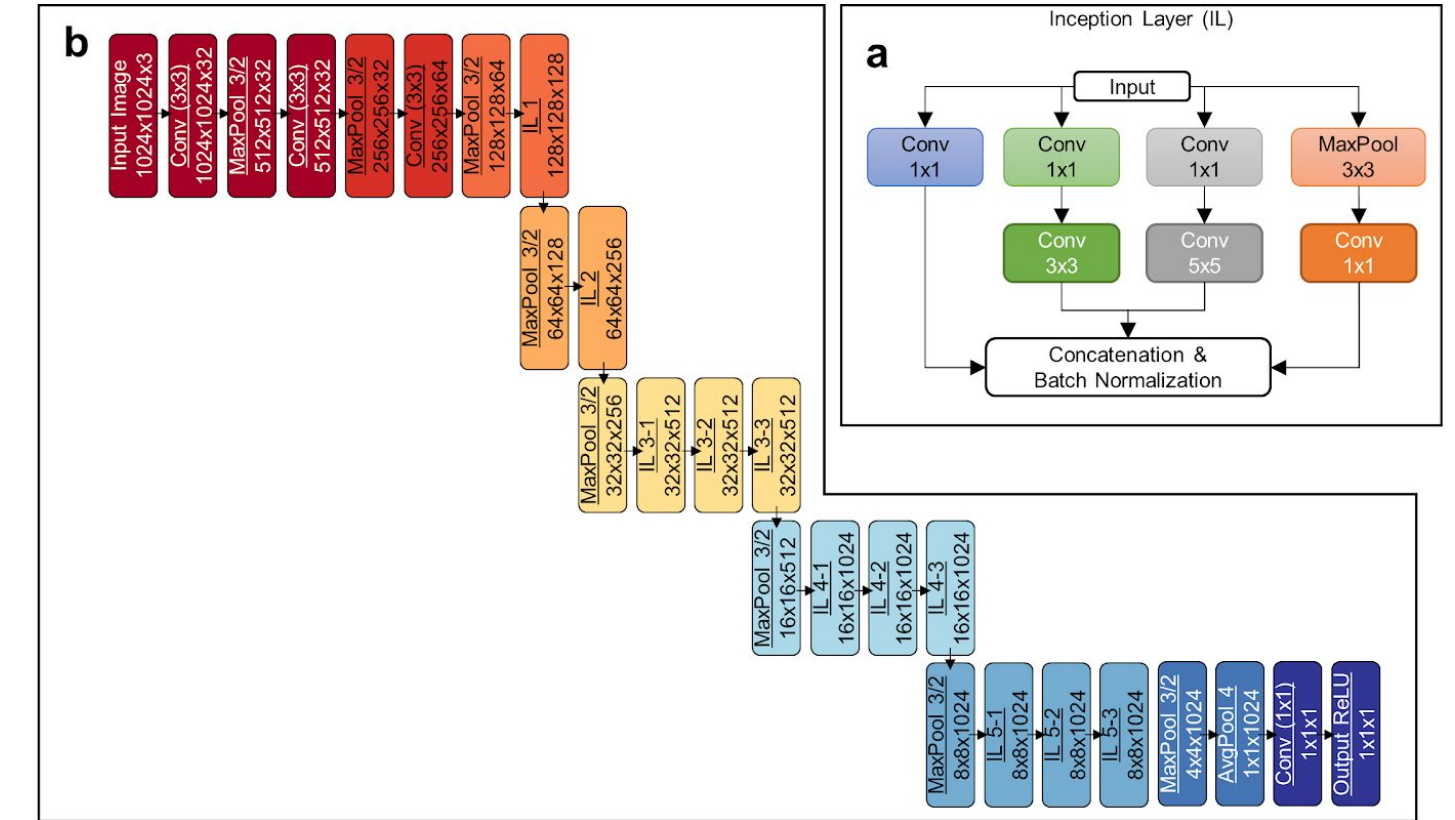 b
Input Image
1024x1024x3
Conv (3x3)
1024x1024x32
MaxPool 3/2
512x512x32
Conv (3x3)
512x512x32
MaxPool 3/2
256x256x32
Conv (3x3)
256x256x64
MaxPool 3/2
128x128x64
IL 1
128x128x128
MaxPool 3/2
64x64x128
IL 2
64x64x256
MaxPool 3/2
32x32x256
IL 3-1
32x32x512
IL 3-2
32x32x512
IL 3-3
32x32x512
MaxPool 3/2
16x16x512
IL 4-1
16x16x1024
IL 4-2
16x16x1024
IL 4-3
16x16x1024
MaxPool 3/2
8x8x1024
IL 5-1
8x8x1024
IL 5-2
8x8x1024
IL 5-3
8x8x1024
MaxPool 3/2
4x4x1024
AvgPool 4
1x1x1024
Conv (1x1)
1x1x1
Output ReLU
1x1x1
Inception Layer (IL)
a
Input
Conv
1x1
Conv
1x1
Conv
1x1
MaxPool
3x3
Conv
3x3
Conv
5x5
Conv
1x1
Concatenation &
Batch Normalization